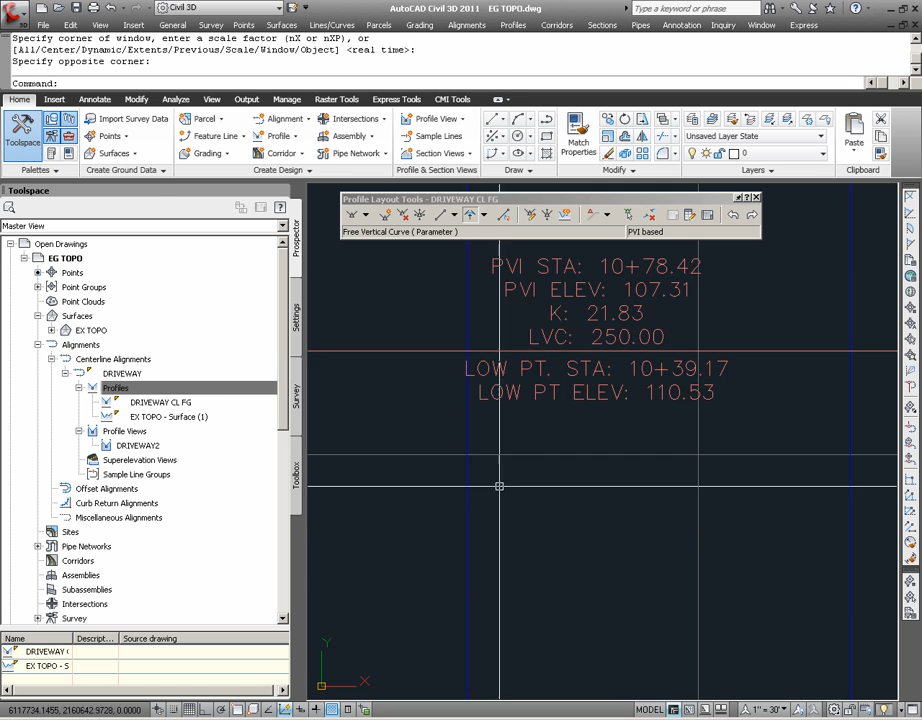 Civil 3D
AutoCAD Civil 3D 2011
EG TOPO.dwg
Type a keyword or phrase
File Edit View Insert General Survey Points Surfaces Lines/Curves Parcels Grading Alignments Profiles Corridors Sections Pipes Annotation Inquiry Window Express
Specify corner of window, enter a scale factor (nX or nXP), or
[All/Center/Dynamic/Extents/Previous/Scale/Window/Object] <real time>:
Specify opposite corner:
Command:
Home Insert Annotate Modify Analyze View Output Manage Raster Tools Express Tools CMI Tools
Toolspace
Import Survey Data
Points
Surfaces
Parcel
Feature Line
Grading
Alignment
Profile
Corridor
Intersections
Assembly
Pipe Network
Profile View
Sample Lines
Section Views
Match
Properties
Unsaved Layer State
0
Paste
Palettes
Create Ground Data
Create Design
Profile & Section Views
Draw
Modify
Layers
Clipboard
Toolspace
Master View
Open Drawings
EG TOPO
Points
Point Groups
Point Clouds
Surfaces
EX TOPO
Alignments
Centerline Alignments
DRIVEWAY
Profiles
DRIVEWAY CL FG
EX TOPO - Surface (1)
Profile Views
DRIVEWAY2
Superelevation Views
Sample Line Groups
Offset Alignments
Curb Return Alignments
Miscellaneous Alignments
Sites
Pipe Networks
Corridors
Assemblies
Subassemblies
Intersections
Survey
Prospector
Settings
Survey
Toolbox
Name Descript... Source drawing
DRIVEWAY
EX TOPO - S
Profile Layout Tools - DRIVEWAY CL FG
Free Vertical Curve ( Parameter )
PVI based
PVI STA: 10+78.42
PVI ELEV: 107.31
K: 21.83
LVC: 250.00
LOW PT. STA: 10+39.17
LOW PT ELEV: 110.53
Y
X
6117734.1455, 2160642.9728, 0.0000
MODEL
1" = 30'